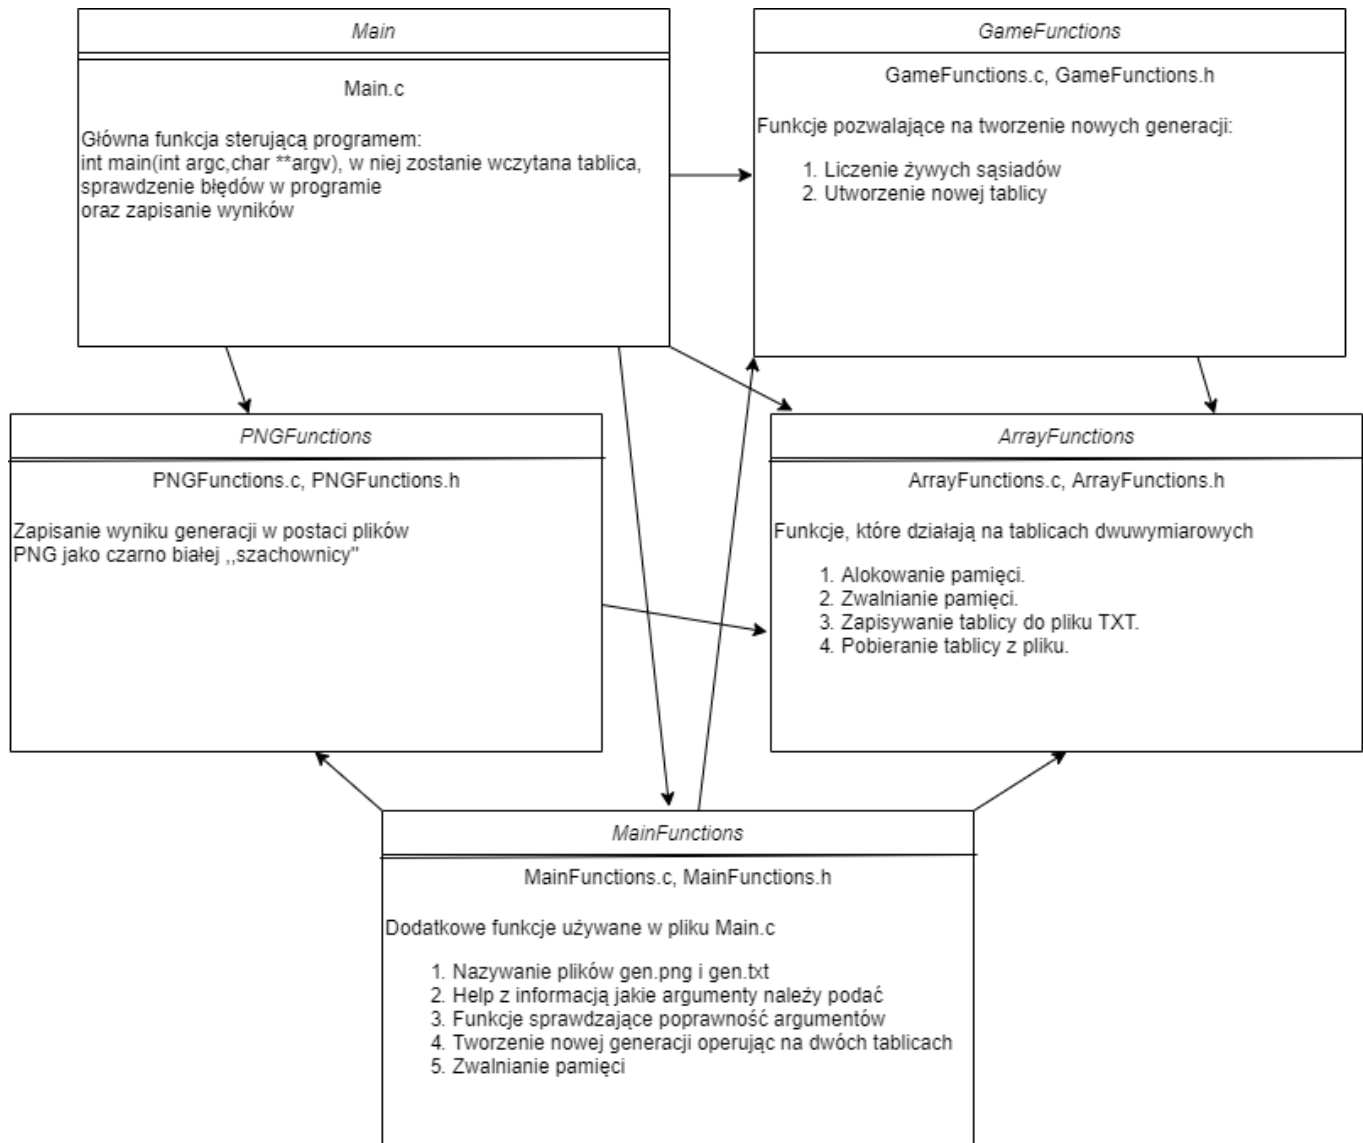 Main
Main.c
Główna funkcja sterującą programem:
int main(int argc,char **argv), w niej zostanie wczytana tablica,
sprawdzenie błędów w programie
oraz zapisanie wyników
GameFunctions
GameFunctions.c, GameFunctions.h
Funkcje pozwalające na tworzenie nowych generacji:
1. Liczenie żywych sąsiadów
2. Utworzenie nowej tablicy
PNGFunctions
PNGFunctions.c, PNGFunctions.h
Zapisanie wyniku generacji w postaci plików
PNG jako czarno białej ,,szachownicy"
ArrayFunctions
ArrayFunctions.c, ArrayFunctions.h
Funkcje, które działają na tablicach dwuwymiarowych
1. Alokowanie pamięci.
2. Zwalnianie pamięci.
3. Zapisywanie tablicy do pliku TXT.
4. Pobieranie tablicy z pliku.
MainFunctions
MainFunctions.c, MainFunctions.h
Dodatkowe funkcje używane w pliku Main.c
1. Nazywanie plików gen.png i gen.txt
2. Help z informacją jakie argumenty należy podać
3. Funkcje sprawdzające poprawność argumentów
4. Tworzenie nowej generacji operując na dwóch tablicach
5. Zwalnianie pamięci